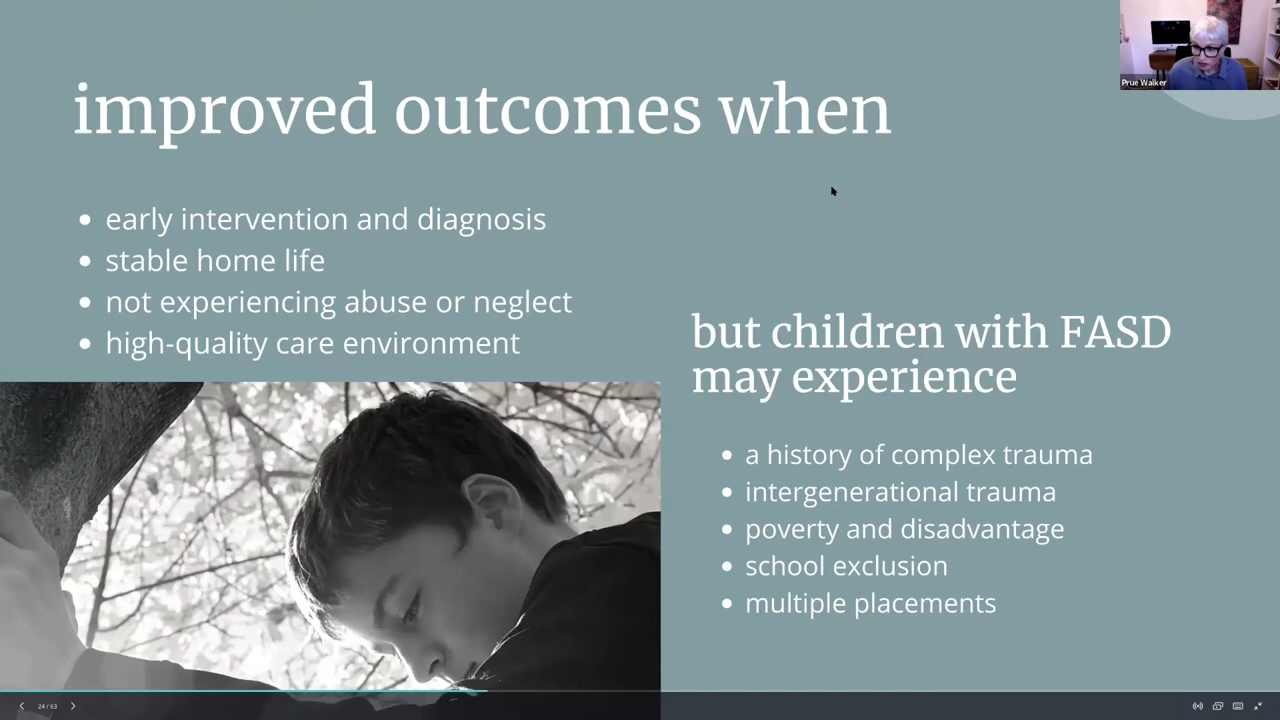 Prue Walker
improved outcomes when
early intervention and diagnosis
stable home life
not experiencing abuse or neglect
high-quality care environment
but children with FASD
may experience
a history of complex trauma
intergenerational trauma
poverty and disadvantage
school exclusion
multiple placements
24 / 63